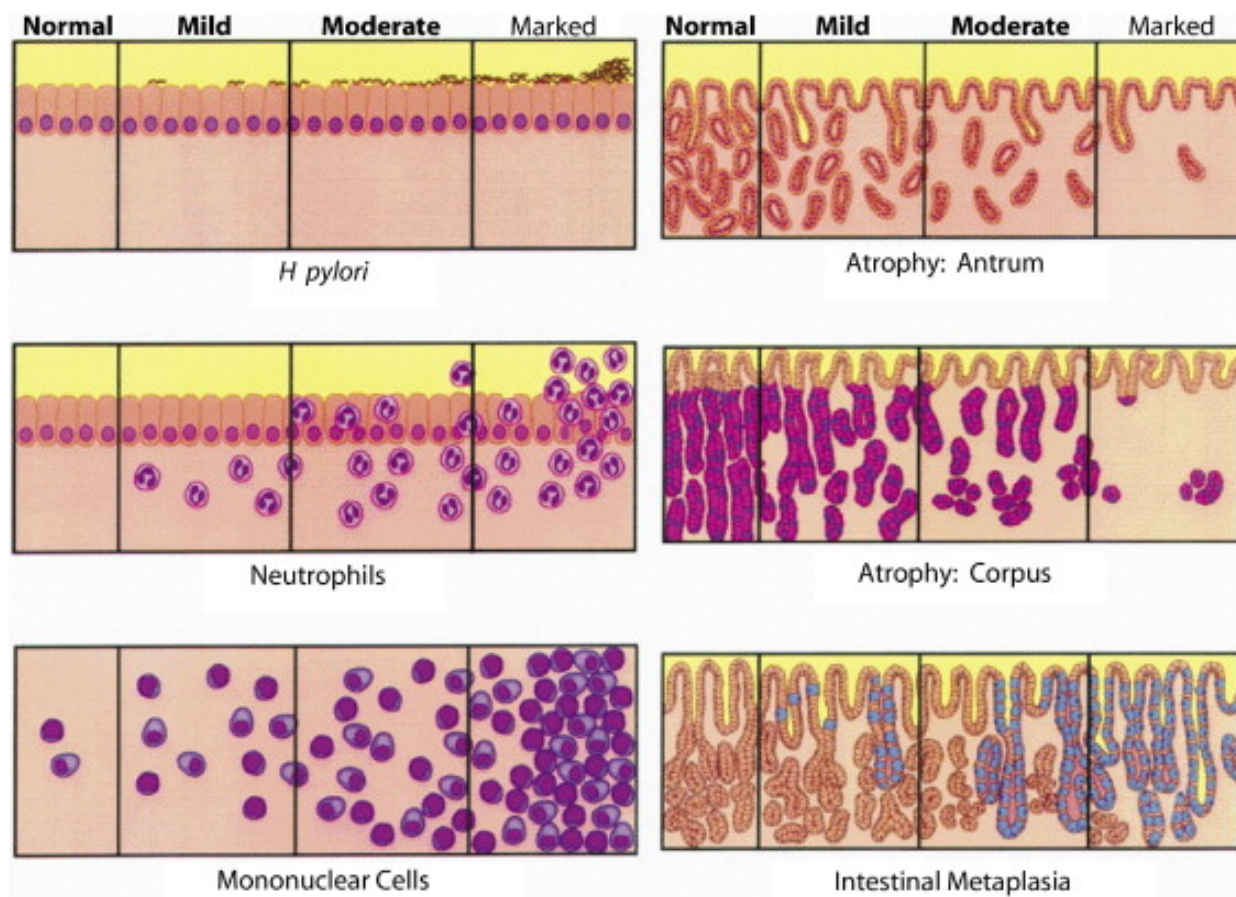 Normal Mild Moderate Marked
H pylori
Neutrophils
Mononuclear Cells
Normal Mild Moderate Marked
Atrophy: Antrum
Atrophy: Corpus
Intestinal Metaplasia